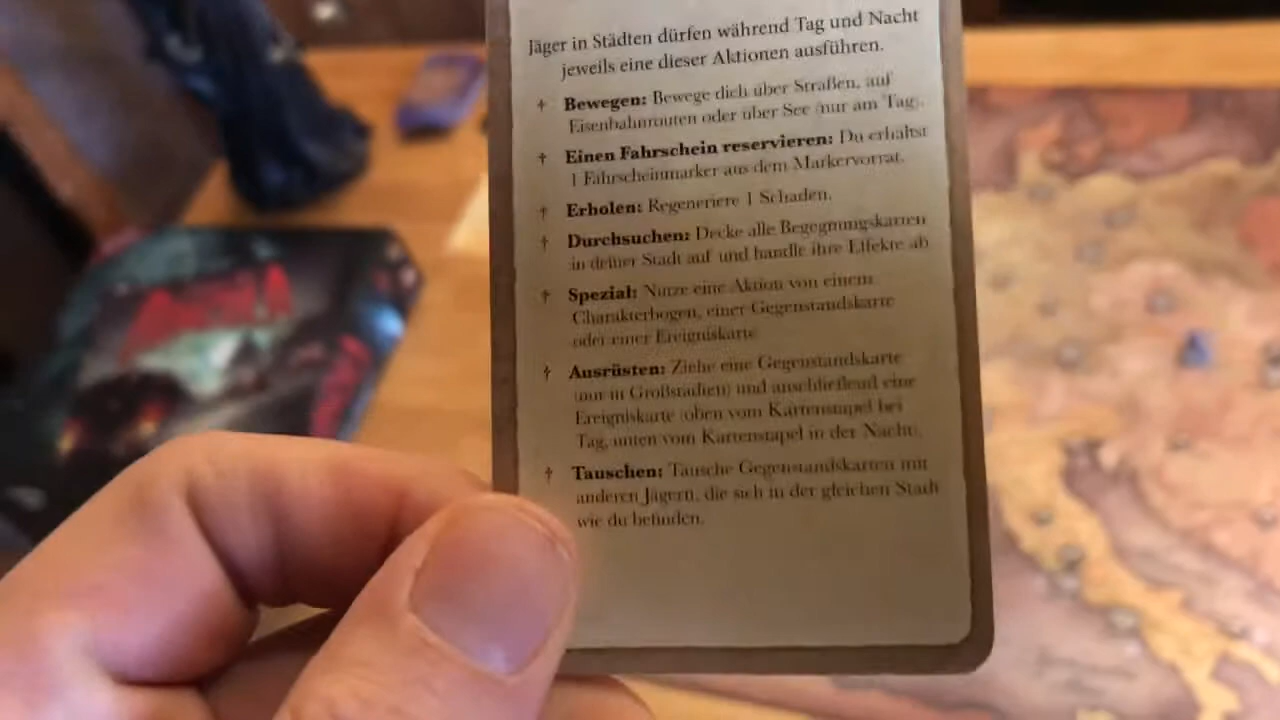 Jäger in Städten dürfen während Tag und Nacht
jeweils eine dieser Aktionen ausführen.
† Bewegen: Bewege dich über Straßen, auf
Eisenbahnrouten oder über See (nur am Tag).
† Einen Fahrschein reservieren: Du erhältst
1 Fahrscheinmarker aus dem Markervorrat.
† Erholen: Regeneriere 1 Schaden.
† Durchsuchen: Decke alle Begegnungskarten
in deiner Stadt auf und handle ihre Effekte ab
† Spezial: Nutze eine Aktion von einem
Charakterbogen, einer Gegenstandskarte
oder einer Ereigniskarte
† Ausrüsten: Ziehe eine Gegenstandskarte
(nur in Großstädten) und anschließend eine
Ereigniskarte (oben vom Kartenstapel bei
Tag, unten vom Kartenstapel in der Nacht).
† Tauschen: Tausche Gegenstandskarten mit
anderen Jägern, die sich in der gleichen Stadt
wie du befinden.